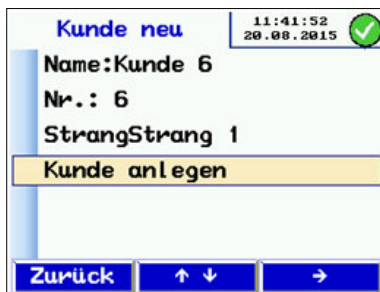 Kunde neu
11:41:52
20.08.2015
Name:Kunde 6
Nr.: 6
StrangStrang 1
Kunde anlegen
Zurück ↑ ↓ →